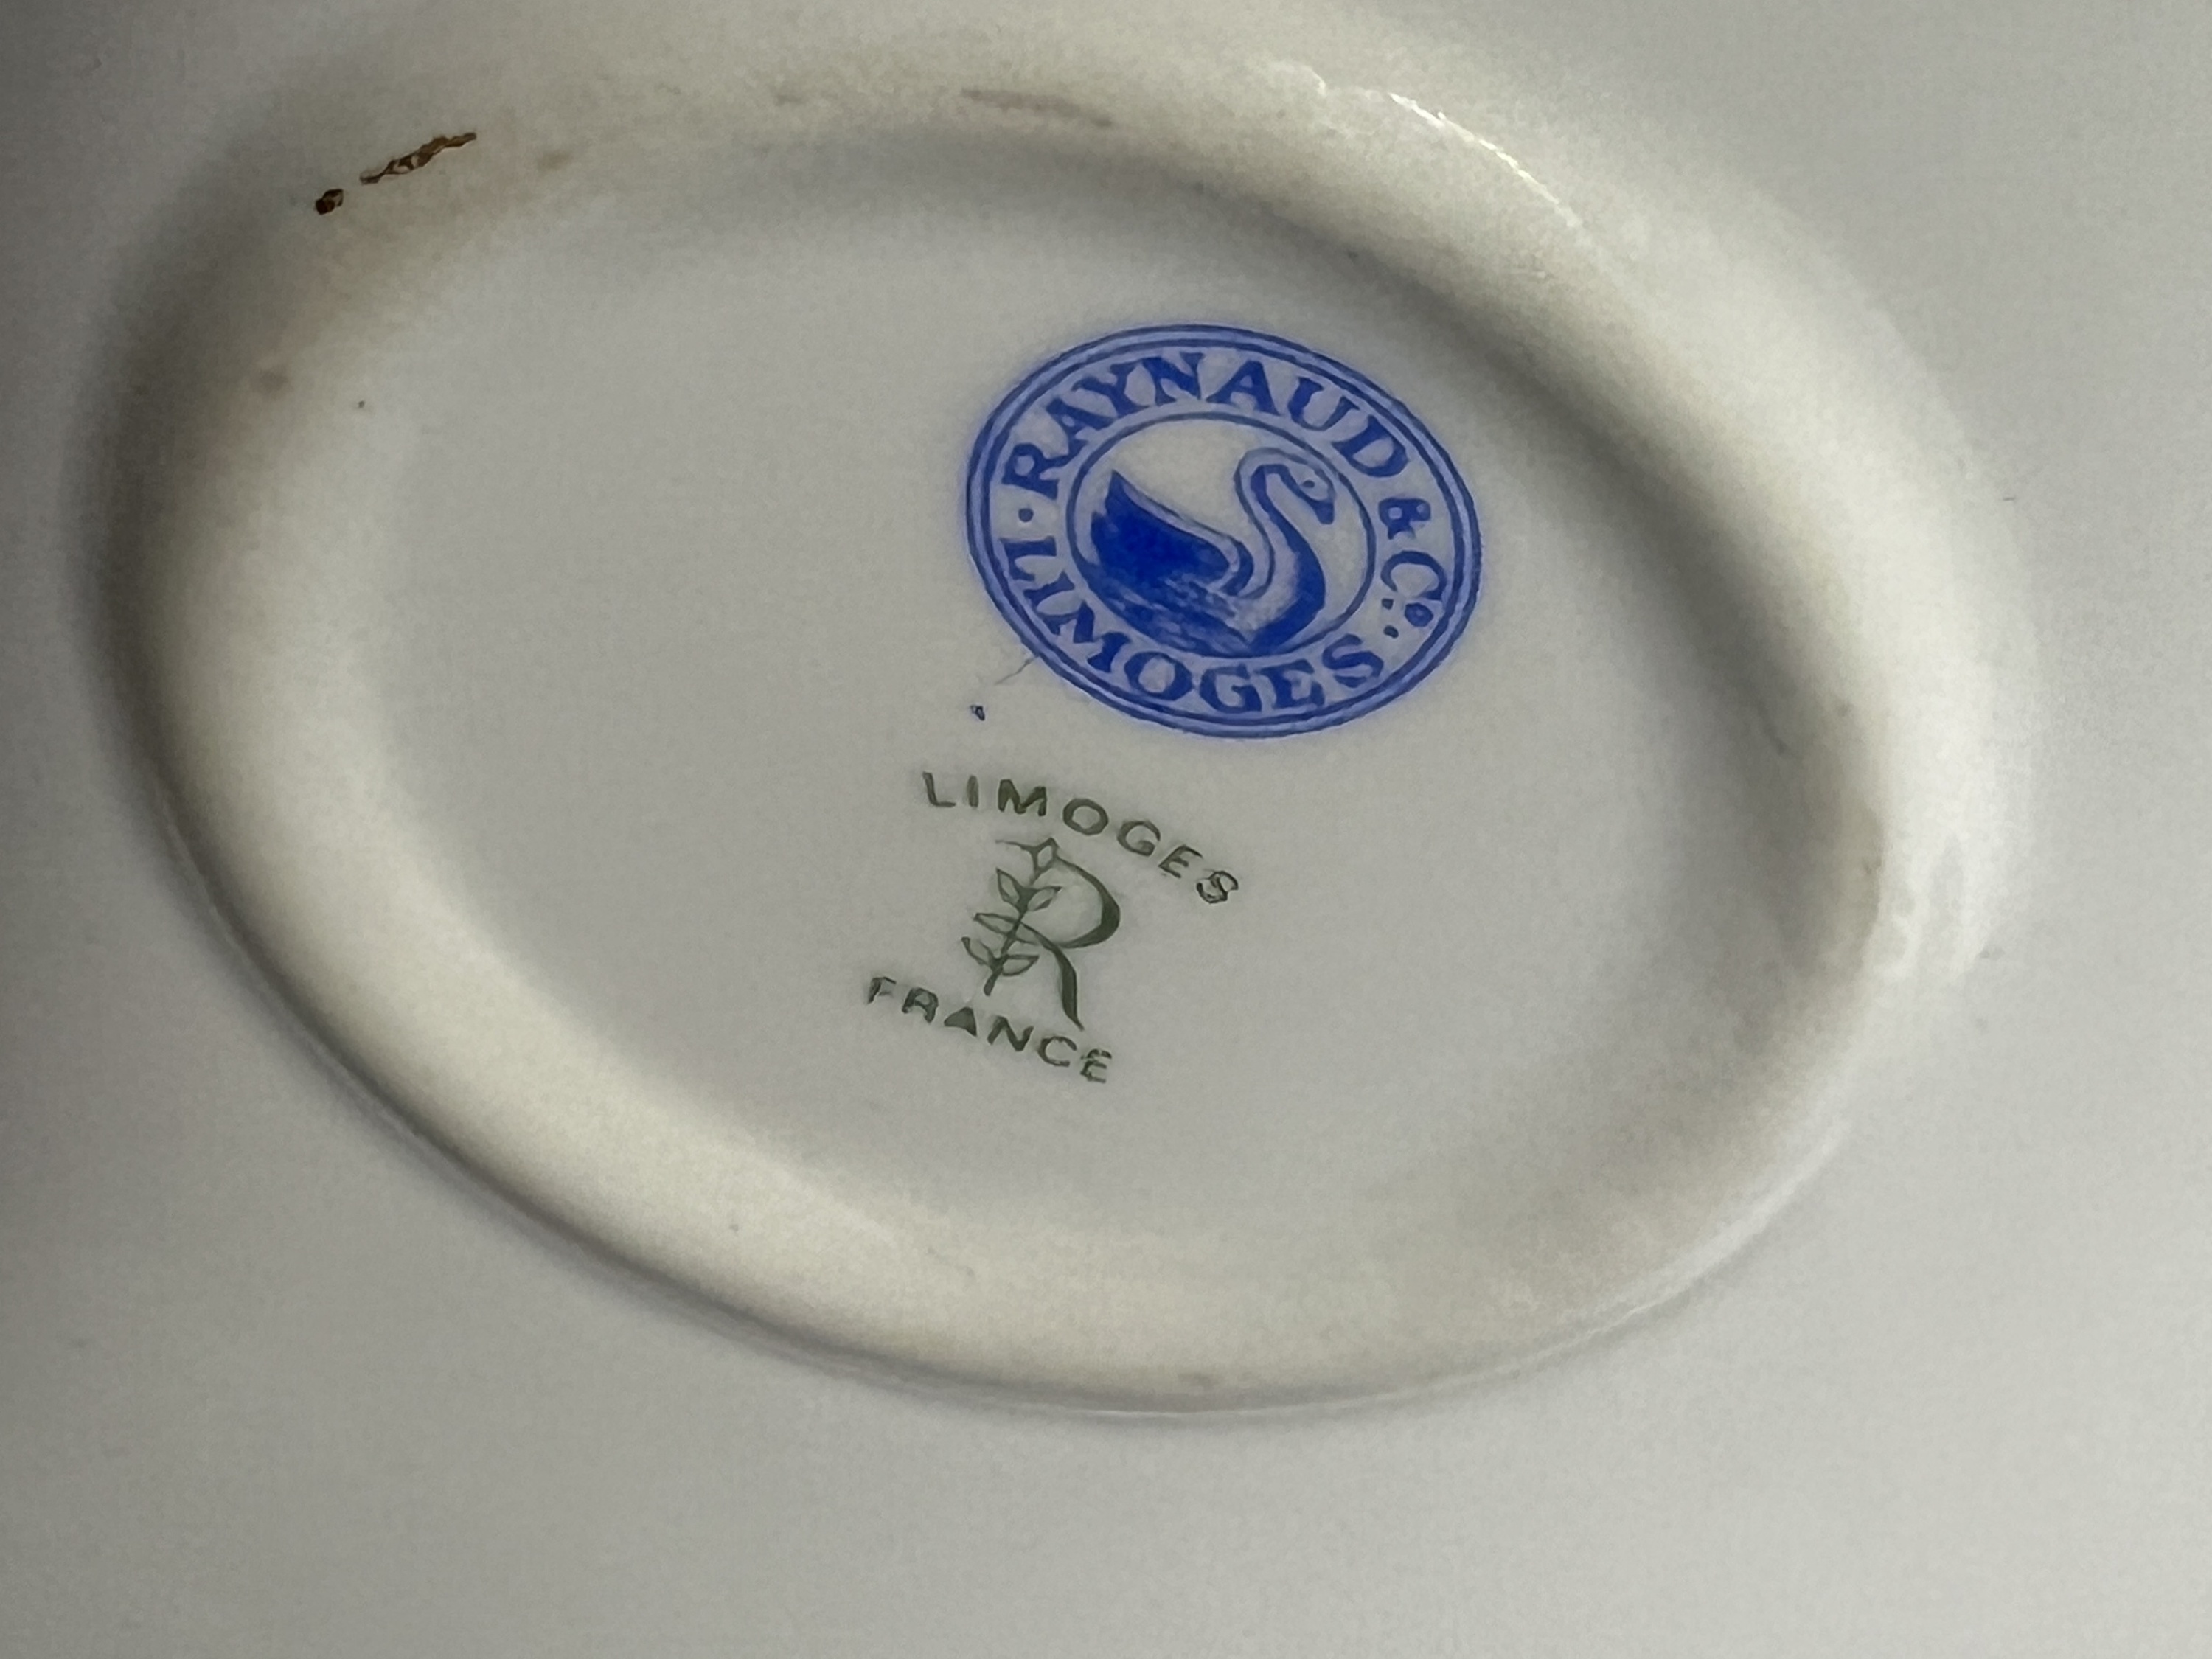 · RAYNAUD & Cº. ·
LIMOGES
LIMOGES
R
FRANCE